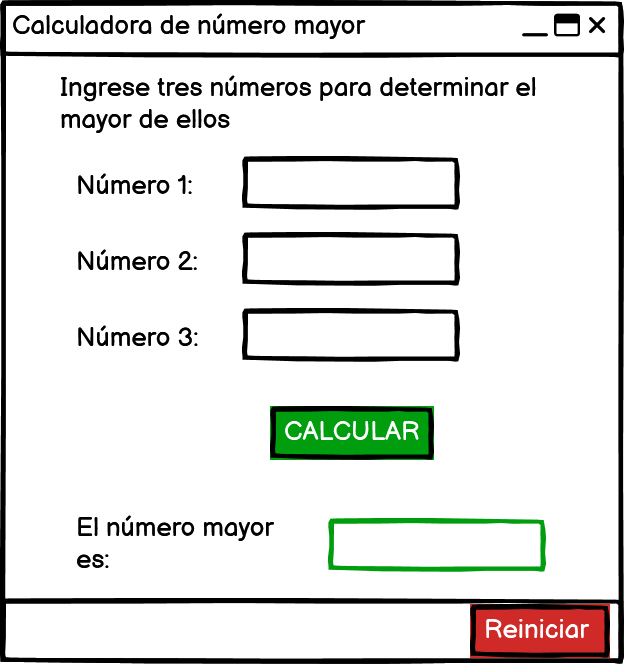 Calculadora de número mayor
Ingrese tres números para determinar el
mayor de ellos
Número 1:
Número 2:
Número 3:
CALCULAR
El número mayor
es:
Reiniciar